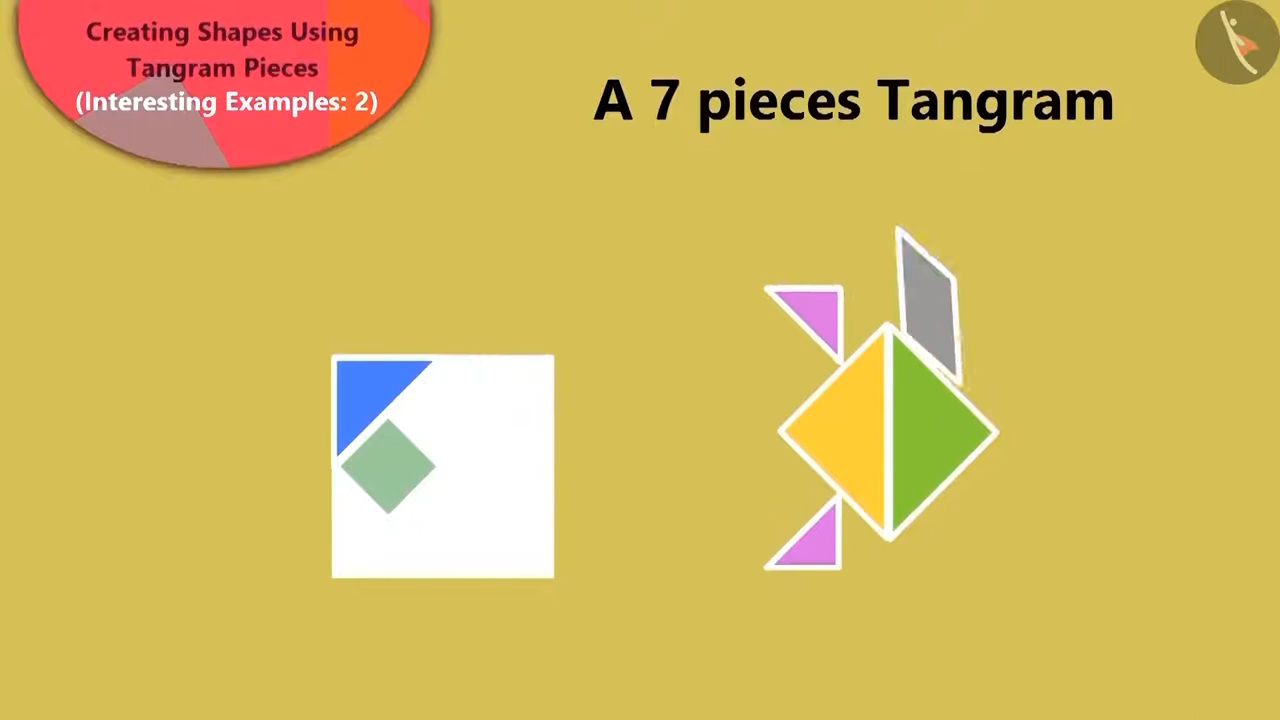 Creating Shapes Using
Tangram Pieces
(Interesting Examples: 2)
A 7 pieces Tangram